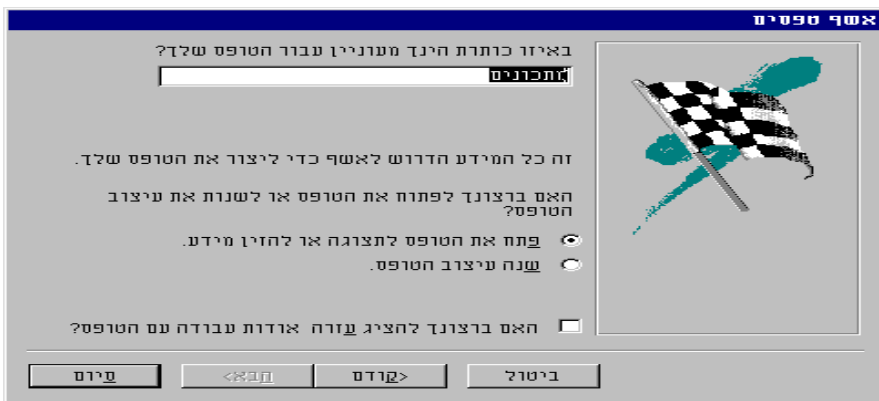 אשף טפסים
באיזו כותרת הינך מעוניין עבור הטופס שלך?
מתכונים
זה כל המידע הדרוש לאשף כדי ליצור את הטופס שלך.
האם ברצונך לפתוח את הטופס או לשנות את עיצוב
הטופס?
פתח את הטופס לתצוגה או להזין מידע.
שנה עיצוב הטופס.
האם ברצונך להציג עזרה אודות עבודה עם הטופס?
ביטול
<קודם
הבא>
סיום